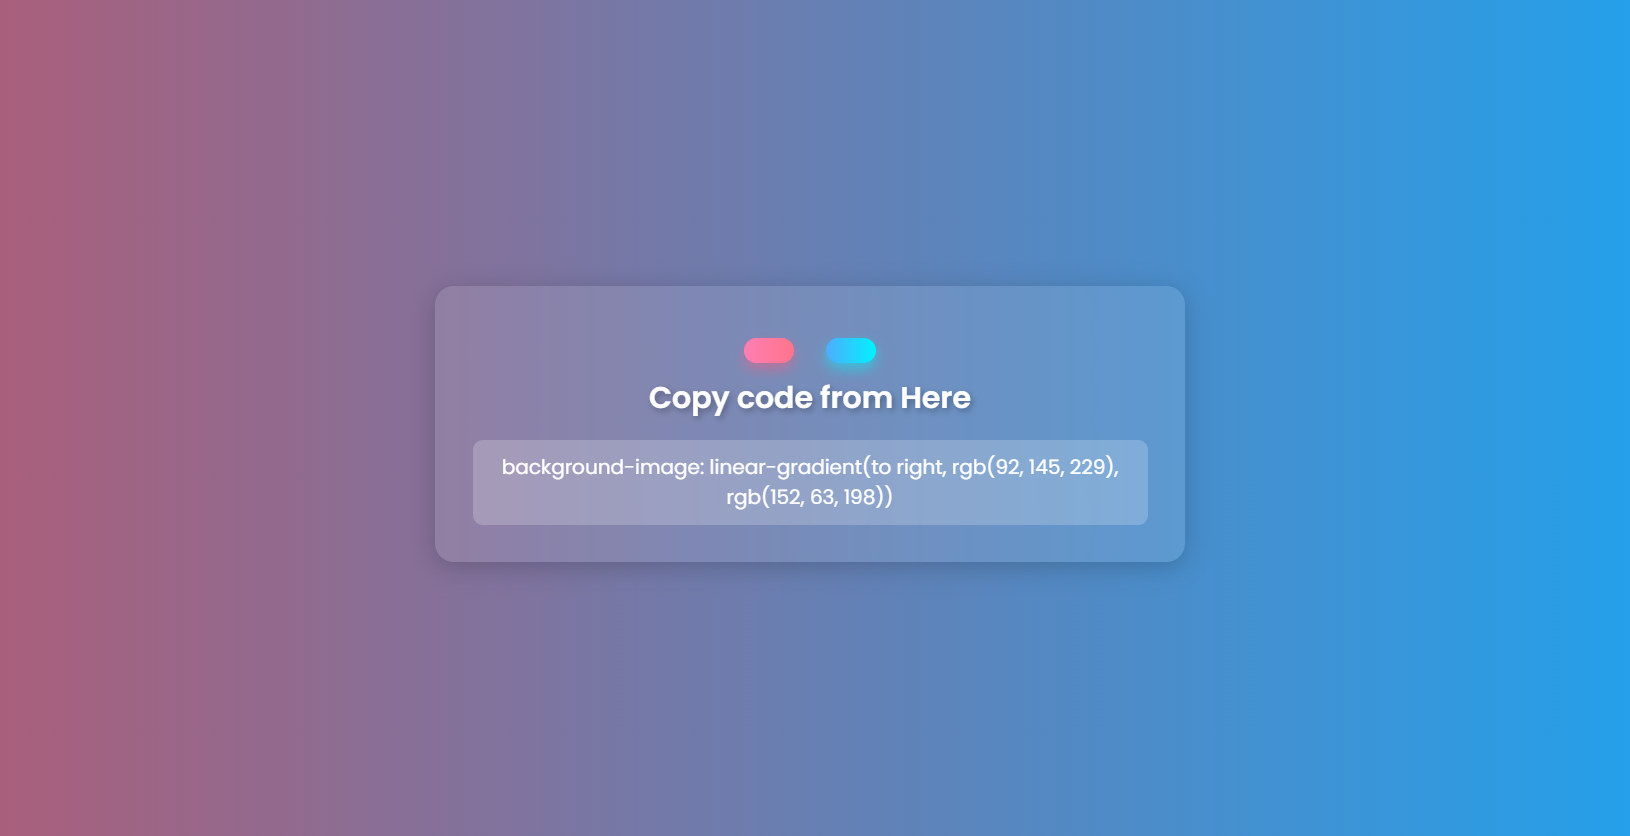 Copy code from Here
background-image: linear-gradient(to right, rgb(92, 145, 229),
rgb(152, 63, 198))